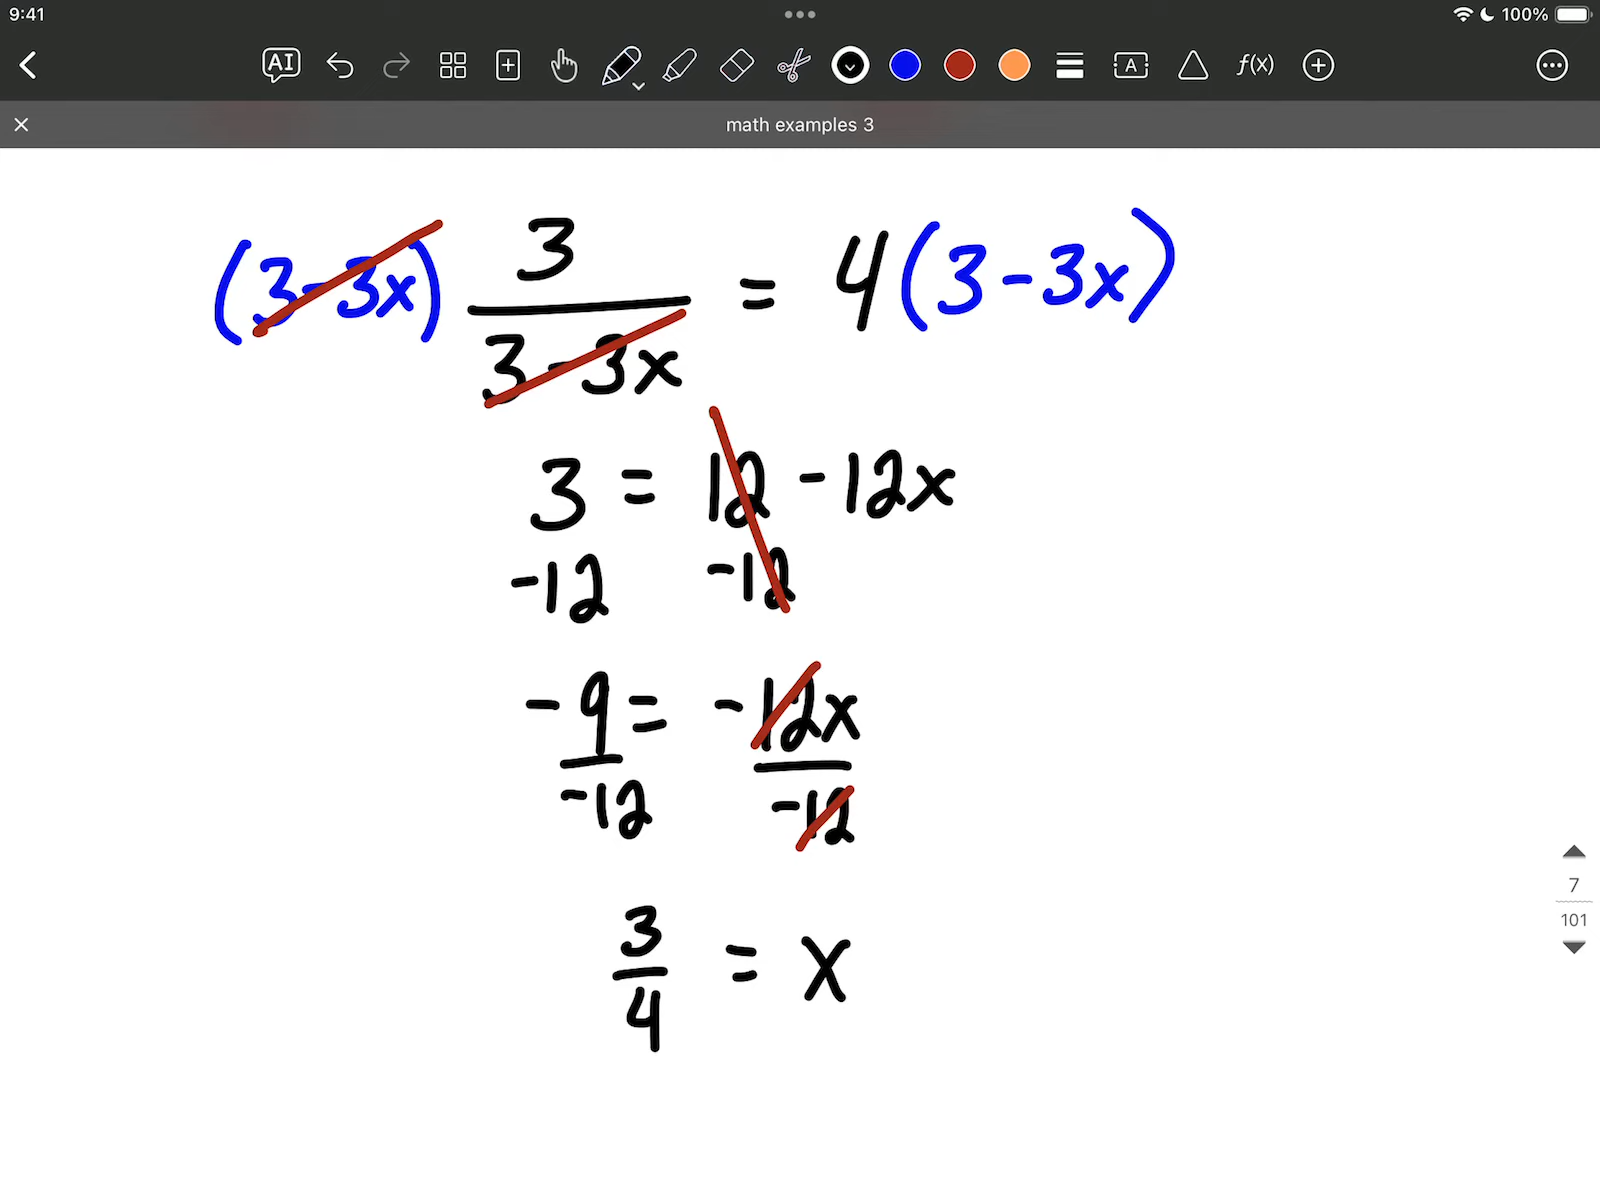 9:41
100%
AI
A
f(x)
math examples 3
(3-3x) 3 = 4(3-3x)
3-3x
3 = 12 -12x
-12 -12
-9 = -12x
-12 -12
3 = x
4
7
101